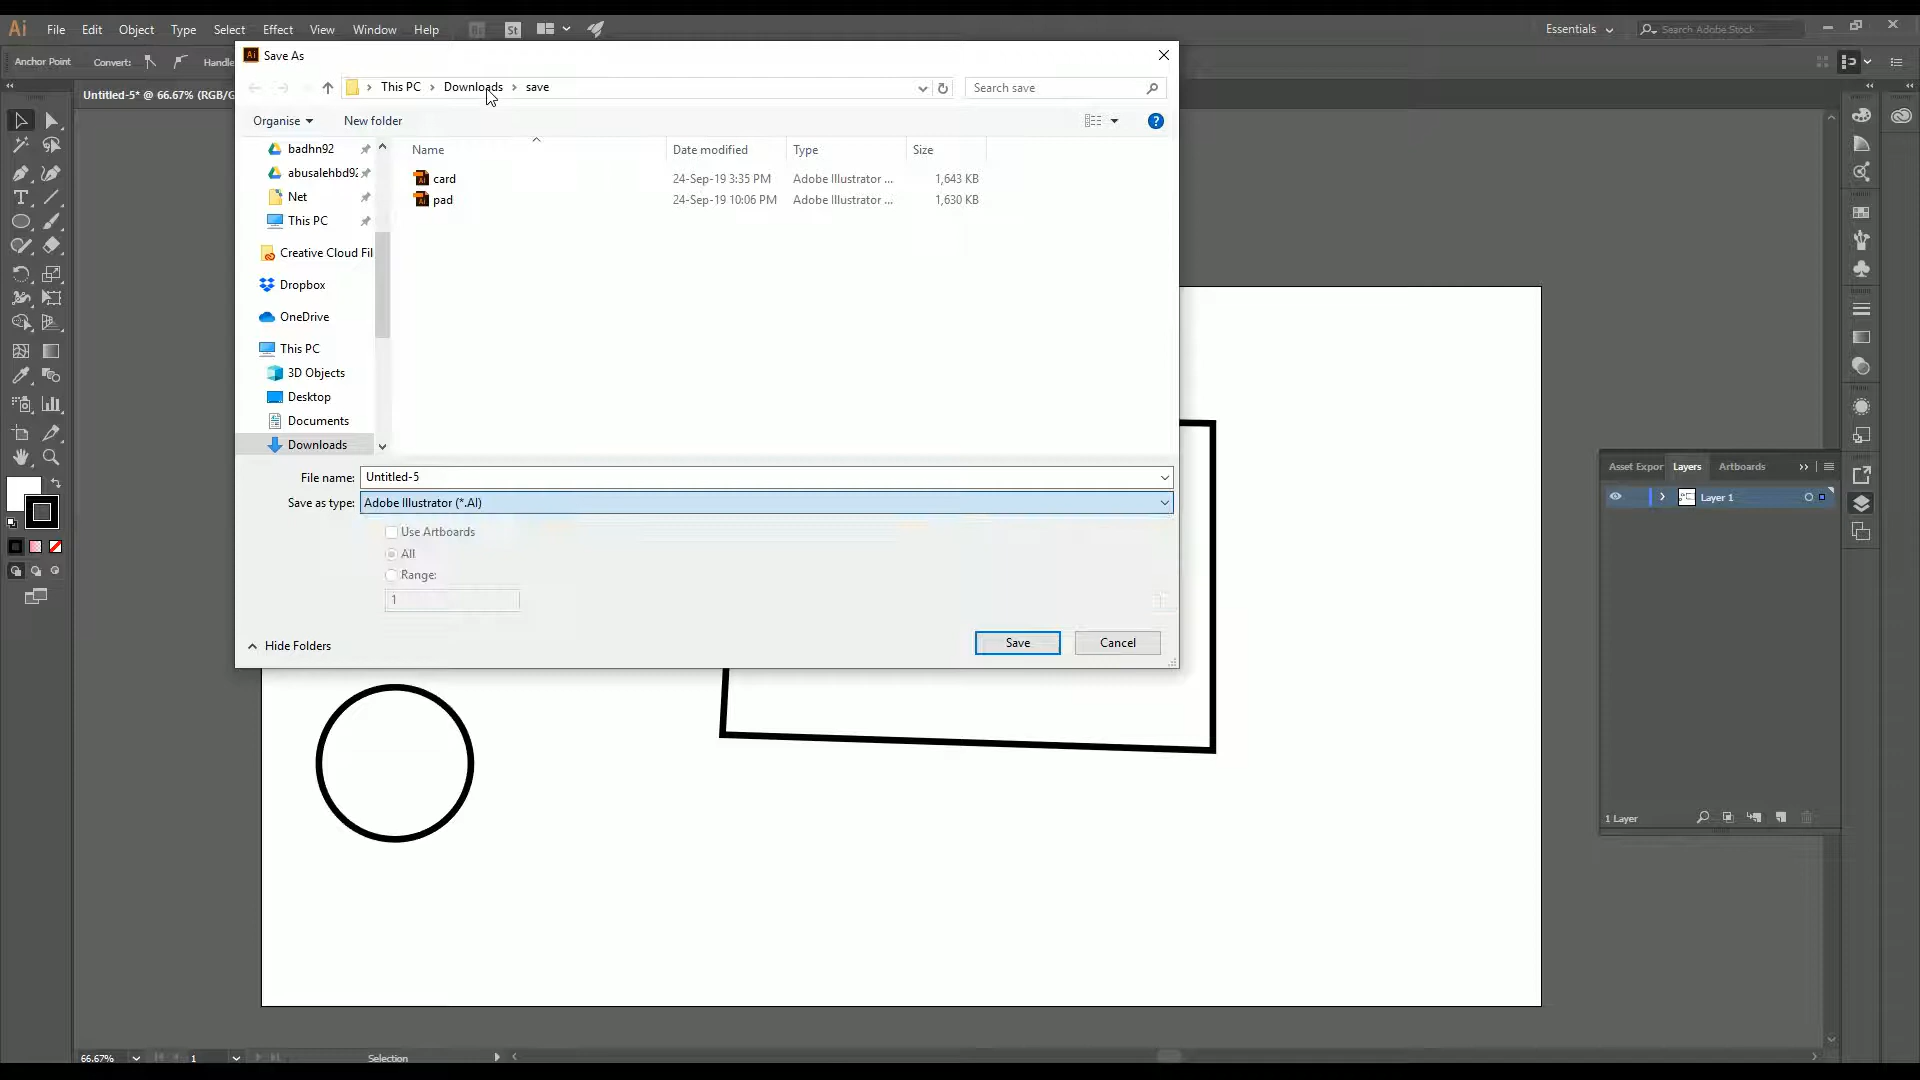 Ai File Edit Object Type Select Effect View Window Help Br St Essentials Search Adobe Stock
Anchor Point Convert: Handle
Save As
This PC Downloads save Search save
Untitled-5* @ 66.67% (RGB/G
Organise New folder ?
Name Date modified Type Size
badhn92
abusalehbd92
Net
This PC
Creative Cloud Fil
Dropbox
OneDrive
This PC
3D Objects
Desktop
Documents
Downloads
card 24-Sep-19 3:35 PM Adobe Illustrator ... 1,643 KB
pad 24-Sep-19 10:06 PM Adobe Illustrator ... 1,630 KB
File name: Untitled-5
Save as type: Adobe Illustrator (*.AI)
Use Artboards
All
Range:
1
Hide Folders Save Cancel
Asset Expor Layers Artboards
Layer 1
1 Layer
66.67% 1 Selection